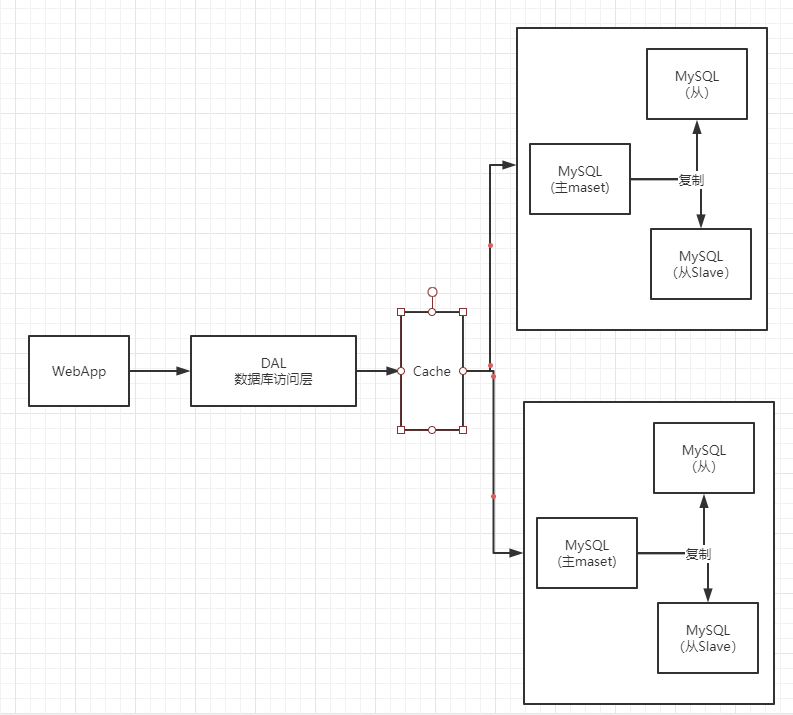 WebApp
DAL
数据库访问层
Cache
MySQL
（从）
MySQL
(主maset)
复制
MySQL
（从Slave）
MySQL
（从）
MySQL
(主maset)
复制
MySQL
（从Slave）